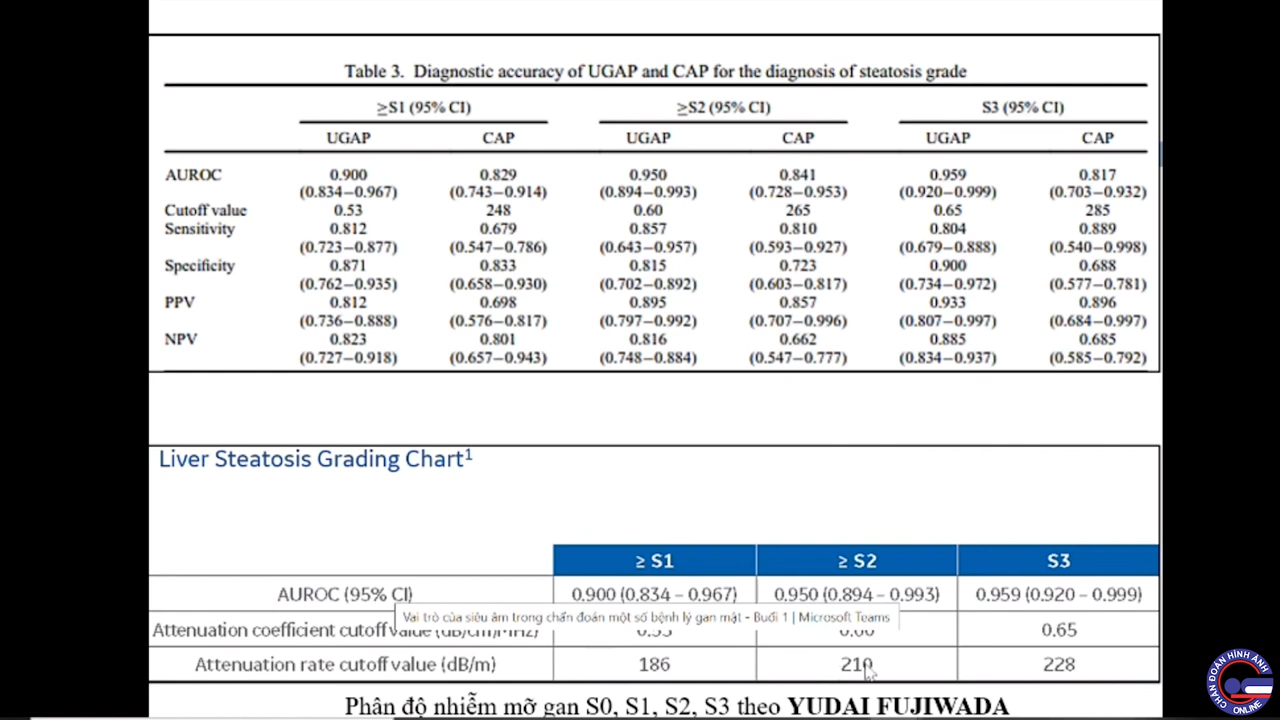 Table 3. Diagnostic accuracy of UGAP and CAP for the diagnosis of steatosis grade
≥S1 (95% CI) ≥S2 (95% CI) S3 (95% CI)
UGAP CAP UGAP CAP UGAP CAP
AUROC 0.900 0.829 0.950 0.841 0.959 0.817
(0.834–0.967) (0.743–0.914) (0.894–0.993) (0.728–0.953) (0.920–0.999) (0.703–0.932)
Cutoff value 0.53 248 0.60 265 0.65 285
Sensitivity 0.812 0.679 0.857 0.810 0.804 0.889
(0.723–0.877) (0.547–0.786) (0.643–0.957) (0.593–0.927) (0.679–0.888) (0.540–0.998)
Specificity 0.871 0.833 0.815 0.723 0.900 0.688
(0.762–0.935) (0.658–0.930) (0.702–0.892) (0.603–0.817) (0.734–0.972) (0.577–0.781)
PPV 0.812 0.698 0.895 0.857 0.933 0.896
(0.736–0.888) (0.576–0.817) (0.797–0.992) (0.707–0.996) (0.807–0.997) (0.684–0.997)
NPV 0.823 0.801 0.816 0.662 0.885 0.685
(0.727–0.918) (0.657–0.943) (0.748–0.884) (0.547–0.777) (0.834–0.937) (0.585–0.792)
Liver Steatosis Grading Chart¹
≥ S1 ≥ S2 S3
AUROC (95% CI) 0.900 (0.834 – 0.967) 0.950 (0.894 – 0.993) 0.959 (0.920 – 0.999)
Vai trò của siêu âm trong chẩn đoán một số bệnh lý gan mật - Buổi 1 | Microsoft Teams
Attenuation coefficient cutoff value (dB/cm/MHz) 0.53 0.60 0.65
Attenuation rate cutoff value (dB/m) 186 210 228
Phân độ nhiễm mỡ gan S0, S1, S2, S3 theo YUDAI FUJIWADA
CHẨN ĐOÁN HÌNH ẢNH
ONLINE